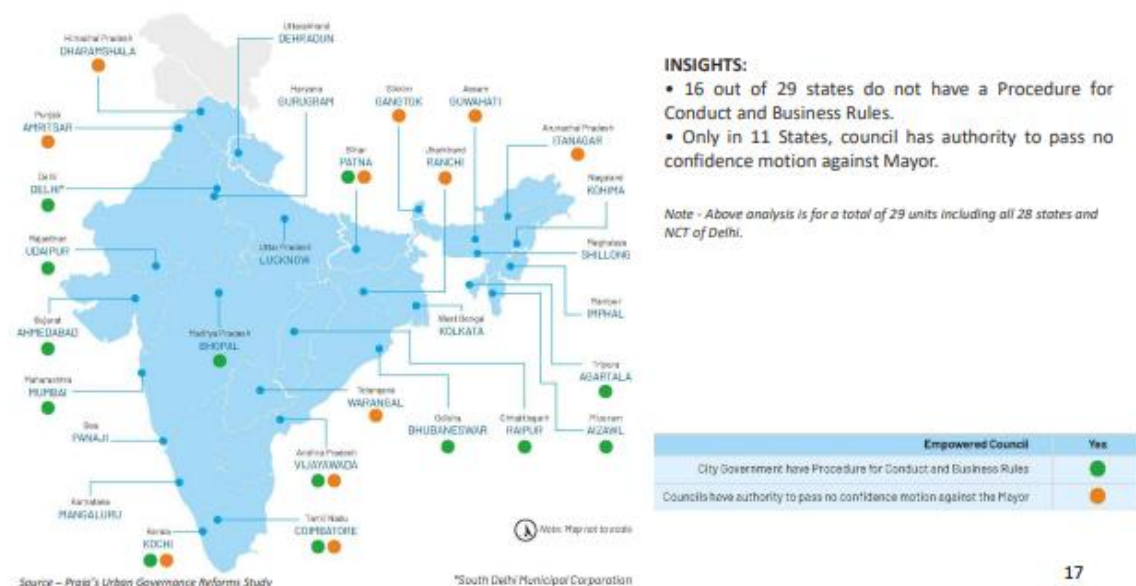 Uttarakhand
DEHRADUN
Himachal Pradesh
DHARAMSHALA
Haryana
GURUGRAM
Sikkim
GANGTOK
Assam
GUWAHATI
Punjab
AMRITSAR
Arunachal Pradesh
ITANAGAR
Bihar
PATNA
Jharkhand
RANCHI
Delhi
DELHI*
Nagaland
KOHIMA
Rajasthan
UDAIPUR
Uttar Pradesh
LUCKNOW
Meghalaya
SHILLONG
Manipur
IMPHAL
Gujarat
AHMEDABAD
Madhya Pradesh
BHOPAL
West Bengal
KOLKATA
Tripura
AGARTALA
Maharashtra
MUMBAI
Telangana
WARANGAL
Odisha
BHUBANESWAR
Chhattisgarh
RAIPUR
Mizoram
AIZAWL
Goa
PANAJI
Andhra Pradesh
VIJAYAWADA
Karnataka
MANGALURU
Kerala
KOCHI
Tamil Nadu
COIMBATORE
Note: Map not to scale
Source – Praja's Urban Governance Reforms Study
*South Delhi Municipal Corporation
INSIGHTS:
• 16 out of 29 states do not have a Procedure for
Conduct and Business Rules.
• Only in 11 States, council has authority to pass no
confidence motion against Mayor.
Note - Above analysis is for a total of 29 units including all 28 states and
NCT of Delhi.
Empowered Council Yes
City Government have Procedure for Conduct and Business Rules
Councils have authority to pass no confidence motion against the Mayor
17